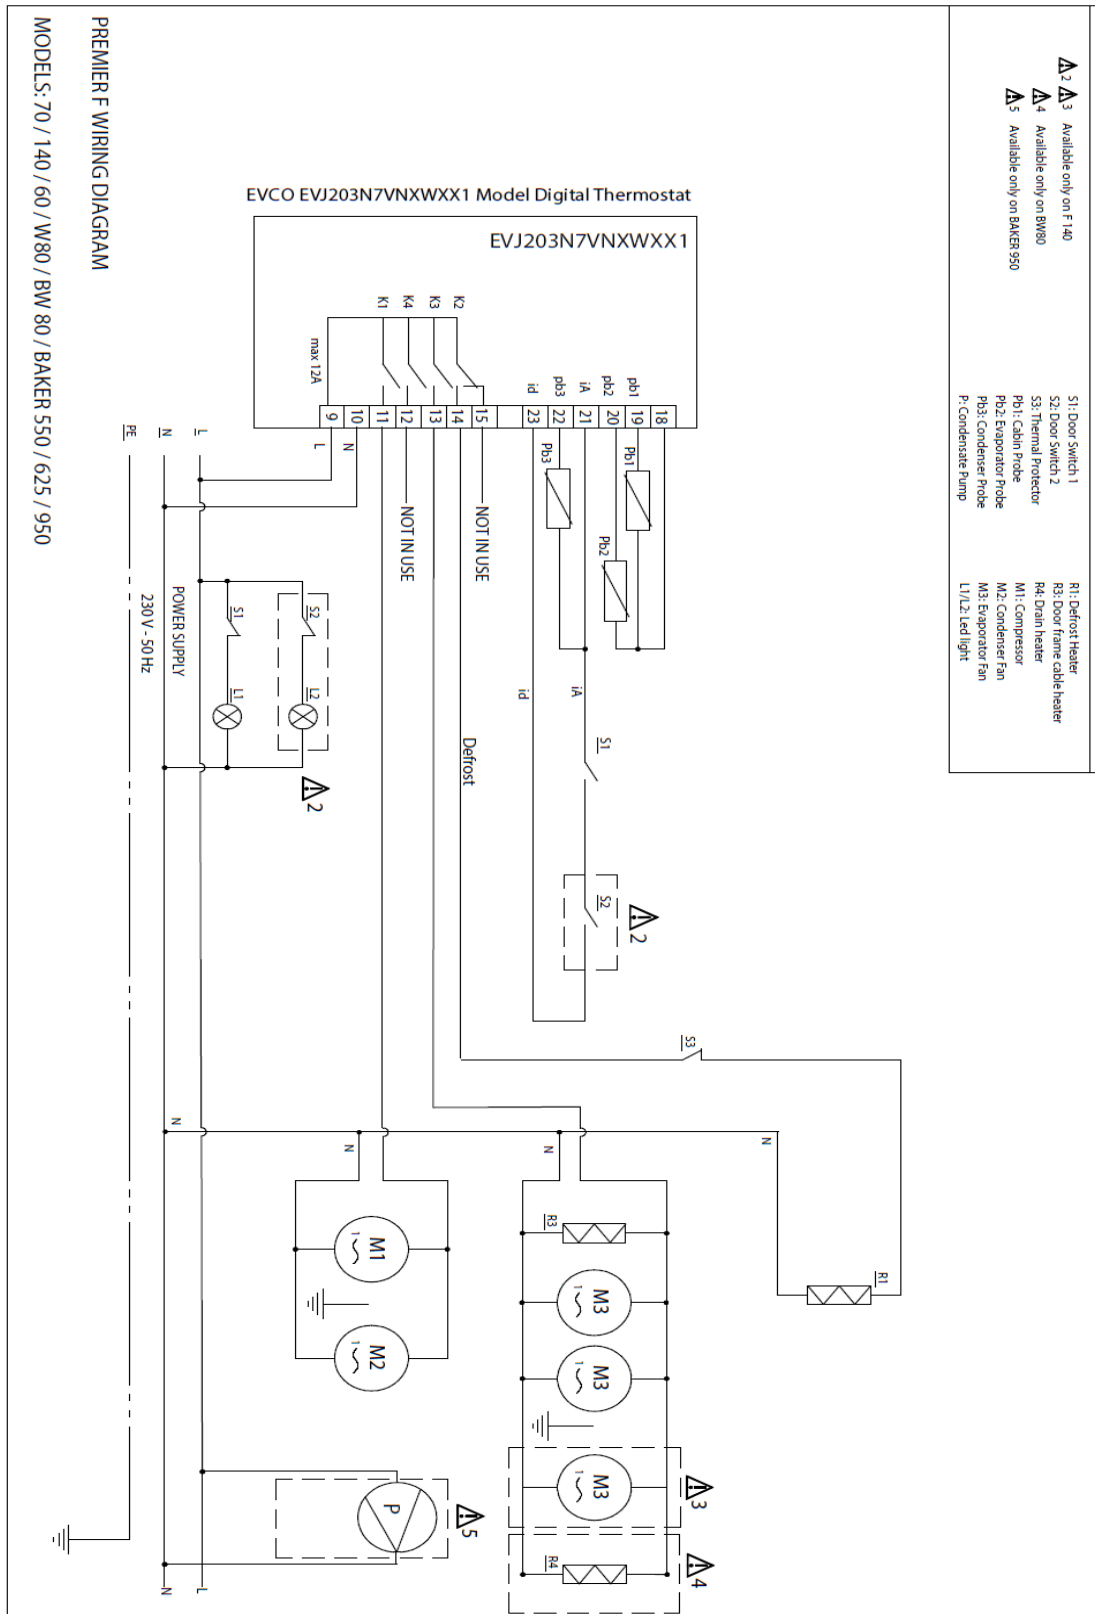 PREMIER F WIRING DIAGRAM
MODELS: 70 / 140 / 60 / W80 / BW 80 / BAKER 550 / 625 / 950
2 3 Available only on F 140
4 Available only on BW80
5 Available only on BAKER 950
S1: Door Switch 1
S2: Door Switch 2
S3: Thermal Protector
Pb1: Cabin Probe
Pb2: Evaporator Probe
Pb3: Condenser Probe
P: Condensate Pump
R1: Defrost Heater
R3: Door frame cable heater
R4: Drain heater
M1: Compressor
M2: Condenser Fan
M3: Evaporator Fan
L1/L2: Led light
EVCO EVJ203N7VNXWXX1 Model Digital Thermostat
EVJ203N7VNXWXX1
K1
K4
K3
K2
max 12A
id
pb3
iA
pb2
pb1
9
10
11
12
13
14
15
23
22
21
20
19
18
L
N
NOT IN USE
NOT IN USE
Pb3
Pb1
Pb2
PE
N
L
POWER SUPPLY
230 V - 50 Hz
S1
L1
S2
L2
2
id
iA
Defrost
S1
S2
2
S3
N
N
N
N
R1
R3
M1
1
M2
1
M3
1
M3
1
M3
1
3
R4
4
P
5
N
L